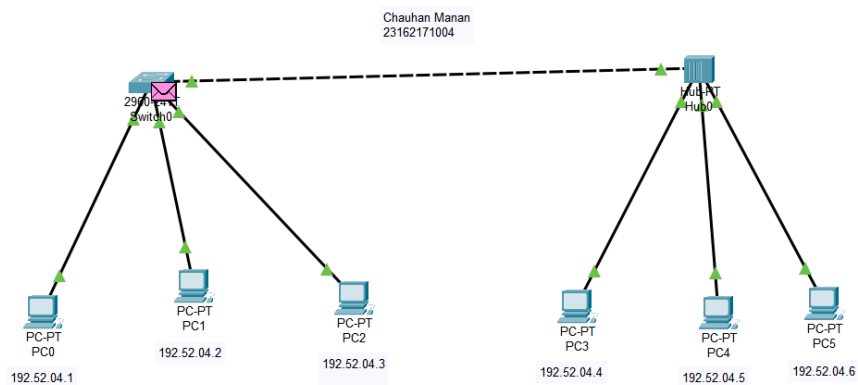 Chauhan Manan
23162171004
Switch0
Hub-PT
Hub0
PC-PT
PC0
192.52.04.1
PC-PT
PC1
192.52.04.2
PC-PT
PC2
192.52.04.3
PC-PT
PC3
192.52.04.4
PC-PT
PC4
192.52.04.5
PC-PT
PC5
192.52.04.6